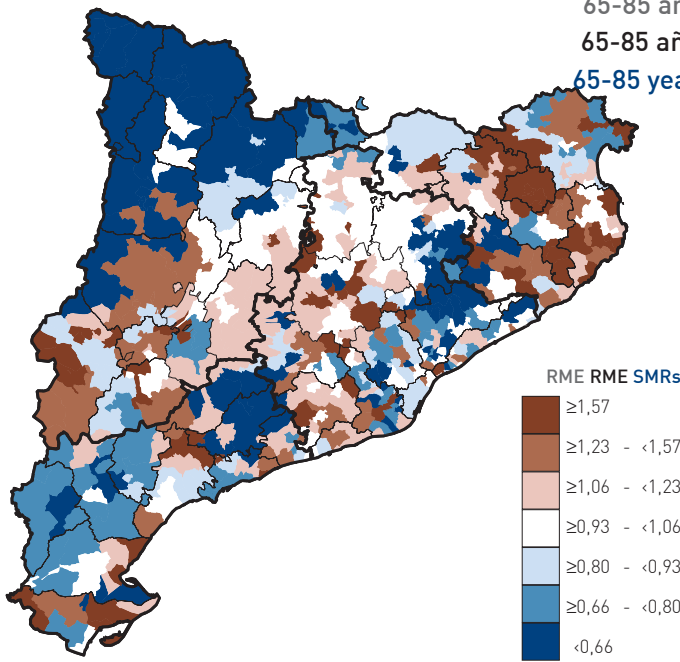 65-85 añ
65-85 añ
65-85 yea
RME RME SMRs
≥1,57
≥1,23 - <1,57
≥1,06 - <1,23
≥0,93 - <1,06
≥0,80 - <0,93
≥0,66 - <0,80
<0,66